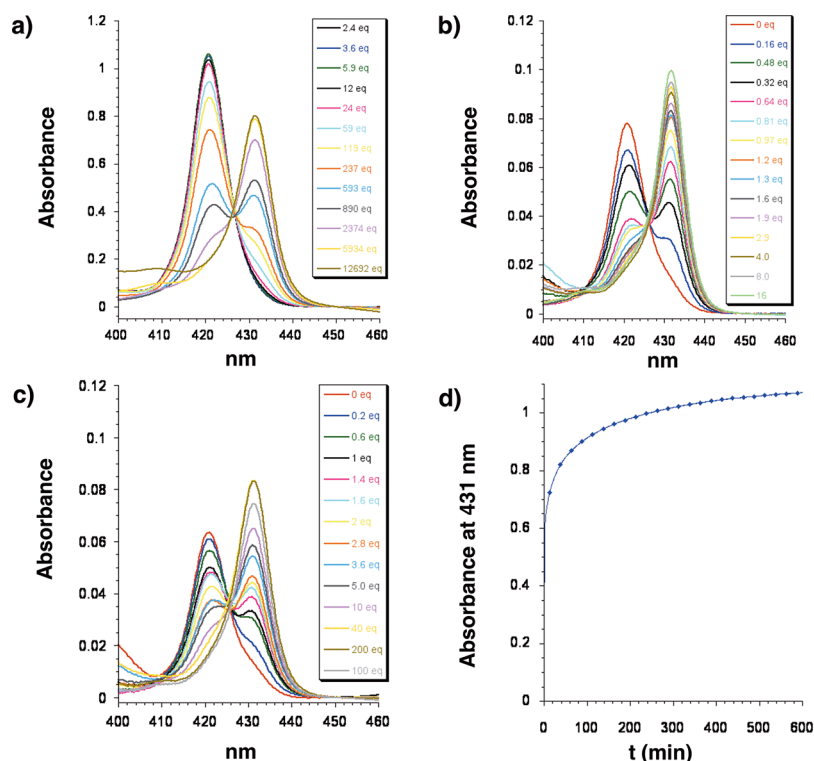 a)
Absorbance
1.2
1
0.8
0.6
0.4
0.2
0
400 410 420 430 440 450 460
nm
2.4 eq
3.6 eq
5.9 eq
12 eq
24 eq
59 eq
119 eq
237 eq
593 eq
890 eq
2374 eq
5934 eq
12692 eq
b)
Absorbance
0.12
0.1
0.08
0.06
0.04
0.02
0
400 410 420 430 440 450 460
nm
0 eq
0.16 eq
0.48 eq
0.32 eq
0.64 eq
0.81 eq
0.97 eq
1.2 eq
1.3 eq
1.6 eq
1.9 eq
2.9
4.0
8.0
16
c)
Absorbance
0.12
0.1
0.08
0.06
0.04
0.02
0
400 410 420 430 440 450 460
nm
0 eq
0.2 eq
0.6 eq
1 eq
1.4 eq
1.6 eq
2 eq
2.8 eq
3.6 eq
5.0 eq
10 eq
40 eq
200 eq
100 eq
d)
Absorbance at 431 nm
1
0.8
0.6
0.4
0.2
0
0 100 200 300 400 500 600
t (min)